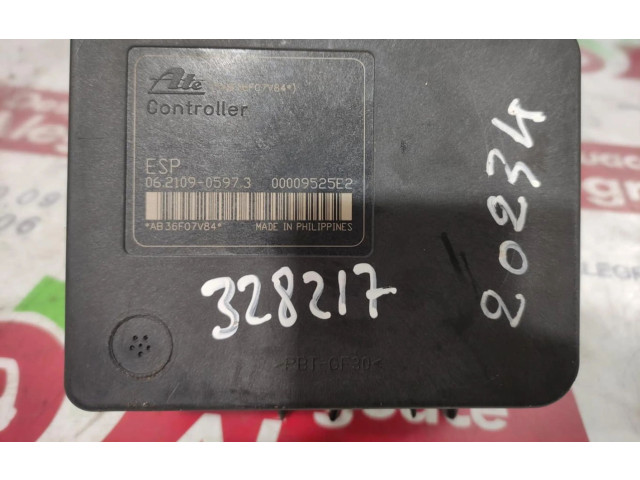 Ate
Controller
ESP
06.2109-0597.3 00009525E2
*AB36F07V84*
MADE IN PHILIPPINES
328217
20234
>PBT-GF30<